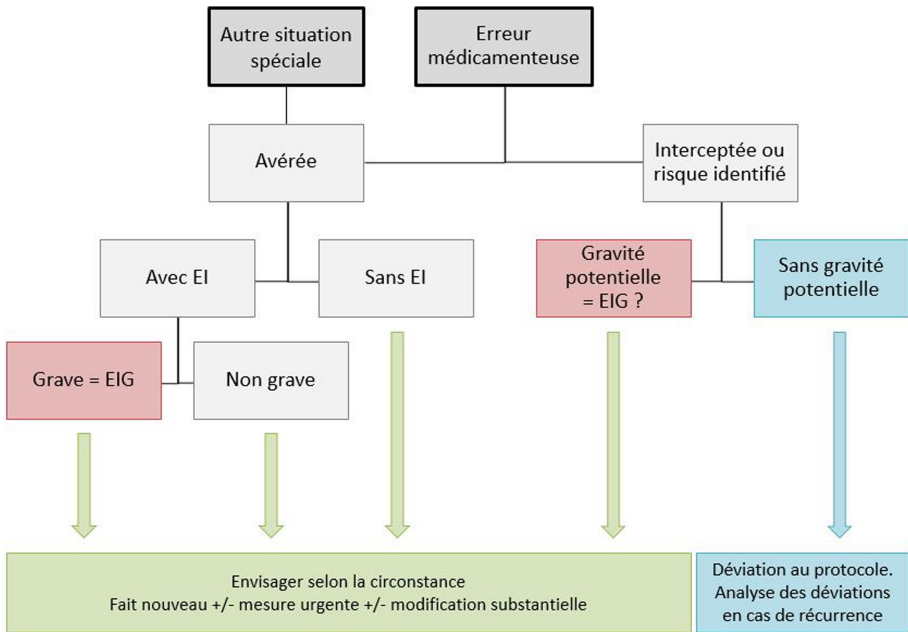 Autre situation
spéciale
Erreur
médicamenteuse
Avérée
Interceptée ou
risque identifié
Avec EI
Sans EI
Gravité
potentielle
= EIG ?
Sans gravité
potentielle
Grave = EIG
Non grave
Envisager selon la circonstance
Fait nouveau +/- mesure urgente +/- modification substantielle
Déviation au protocole.
Analyse des déviations
en cas de récurrence